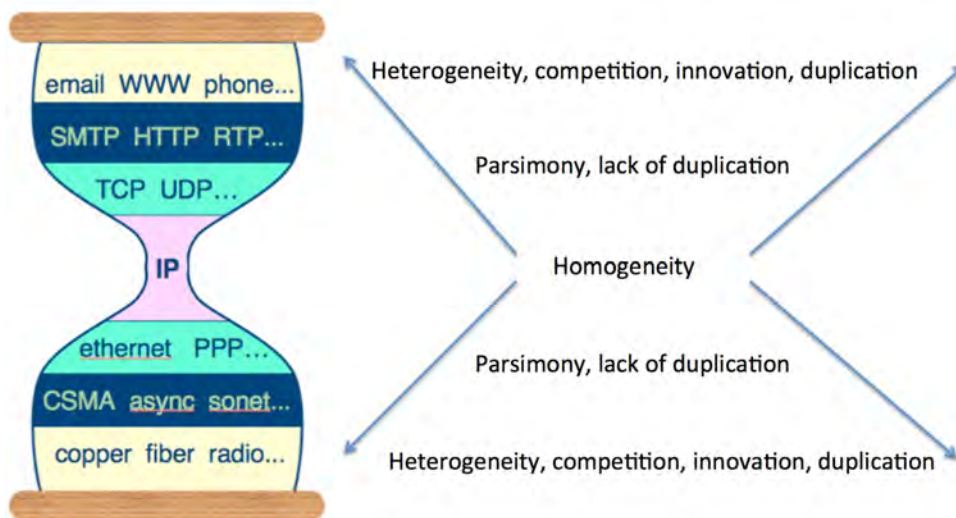 email WWW phone...
SMTP HTTP RTP...
TCP UDP...
IP
ethernet PPP...
CSMA async sonet...
copper fiber radio...
Heterogeneity, competition, innovation, duplication
Parsimony, lack of duplication
Homogeneity
Parsimony, lack of duplication
Heterogeneity, competition, innovation, duplication